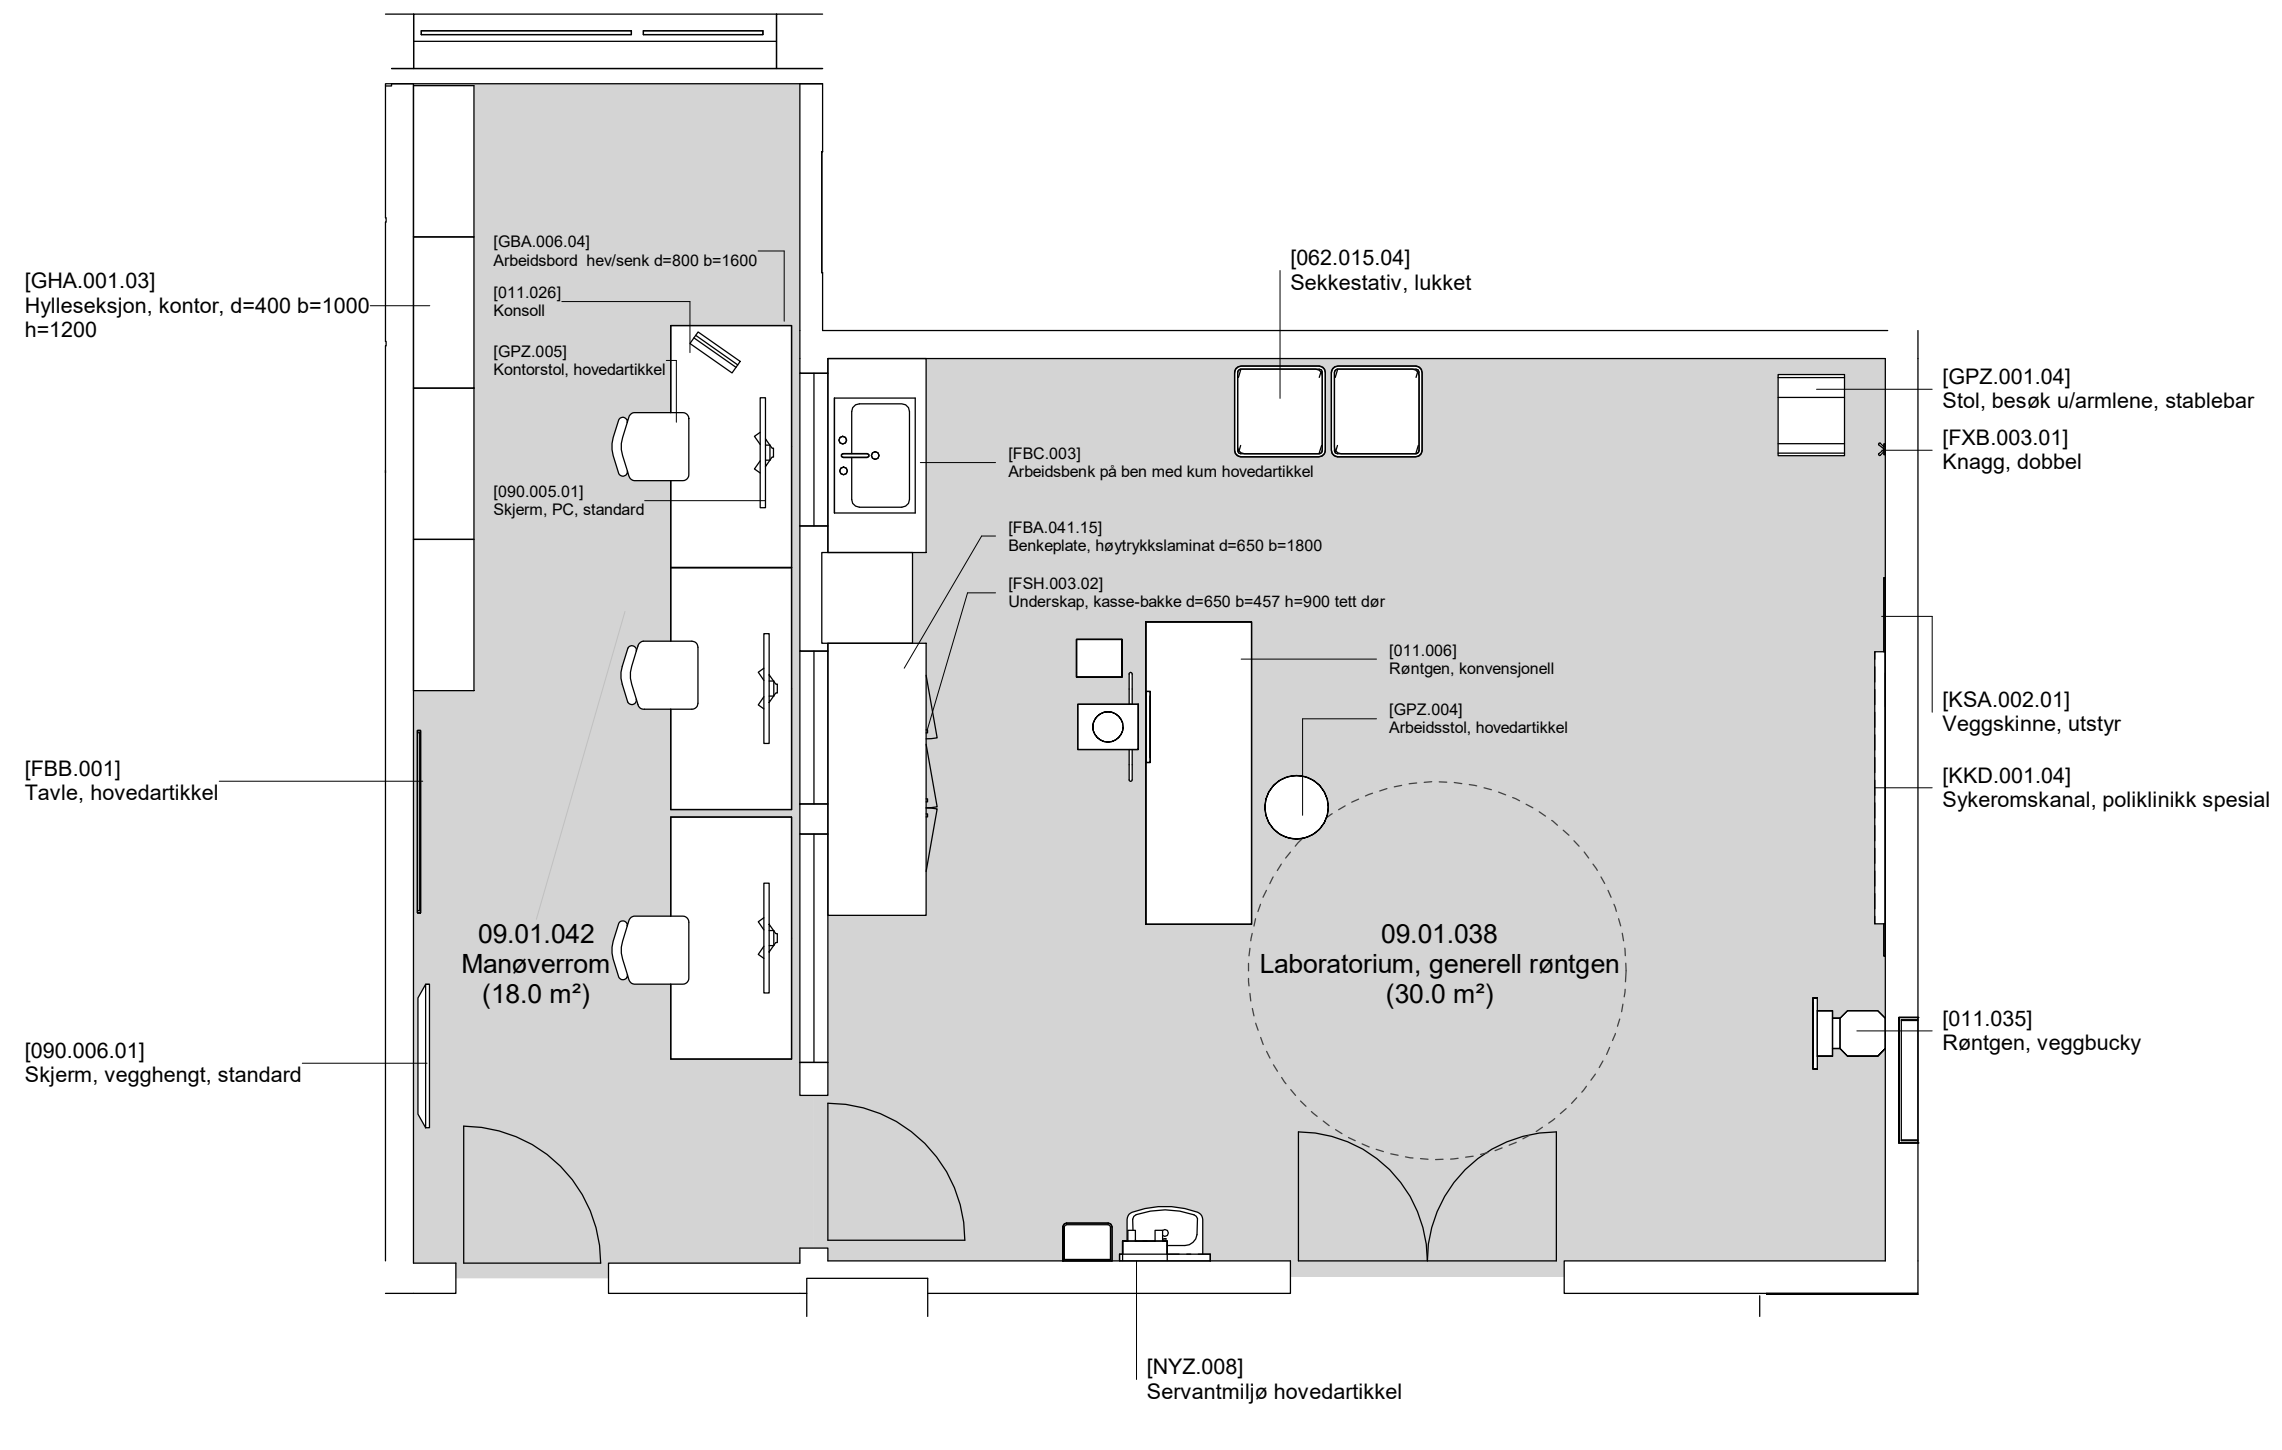 [GBA.006.04]
Arbeidsbord  hev/senk d=800 b=1600
[062.015.04]
Sekkestativ, lukket
[GHA.001.03]
Hylleseksjon, kontor, d=400 b=1000
h=1200
[011.026]
Konsoll
[GPZ.005]
Kontorstol, hovedartikkel
[GPZ.001.04]
Stol, besøk u/armlene, stablebar
[FXB.003.01]
Knagg, dobbel
[FBC.003]
Arbeidsbenk på ben med kum hovedartikkel
[090.005.01]
Skjerm, PC, standard
[FBA.041.15]
Benkeplate, høytrykkslaminat d=650 b=1800
[FSH.003.02]
Underskap, kasse-bakke d=650 b=457 h=900 tett dør
[011.006]
Røntgen, konvensjonell
[GPZ.004]
Arbeidsstol, hovedartikkel
[KSA.002.01]
Veggskinne, utstyr
[FBB.001]
Tavle, hovedartikkel
[KKD.001.04]
Sykeromskanal, poliklinikk spesial
09.01.042
Manøverrom
(18.0 m²)
09.01.038
Laboratorium, generell røntgen
(30.0 m²)
[090.006.01]
Skjerm, vegghengt, standard
[011.035]
Røntgen, veggbucky
[NYZ.008]
Servantmiljø hovedartikkel